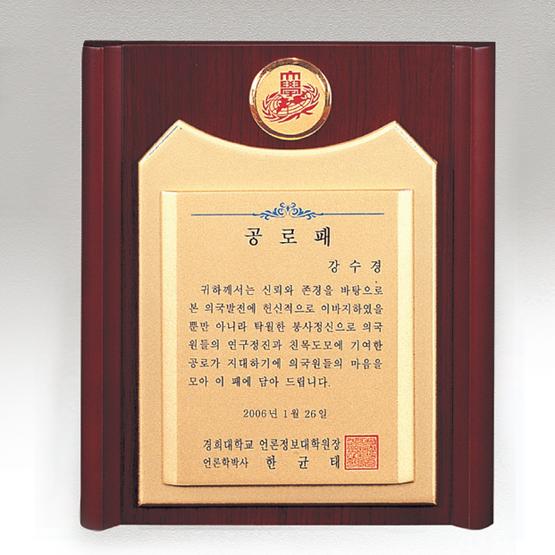 大學
공로패
강수경
귀하께서는 신뢰와 존경을 바탕으로
본 의국발전에 헌신적으로 이바지하였을
뿐만 아니라 탁월한 봉사정신으로 의국
원들의 연구정진과 친목도모에 기여한
공로가 지대하기에 의국원들의 마음을
모아 이 패에 담아 드립니다.
2006년 1월 26일
경희대학교 언론정보대학원장
언론학박사 한균태